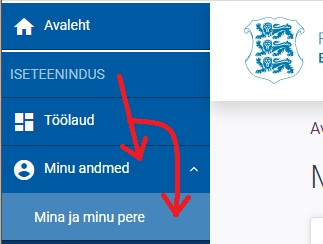 Avaleht
ISETEENINDUS
Töölaud
Minu andmed
Mina ja minu pere